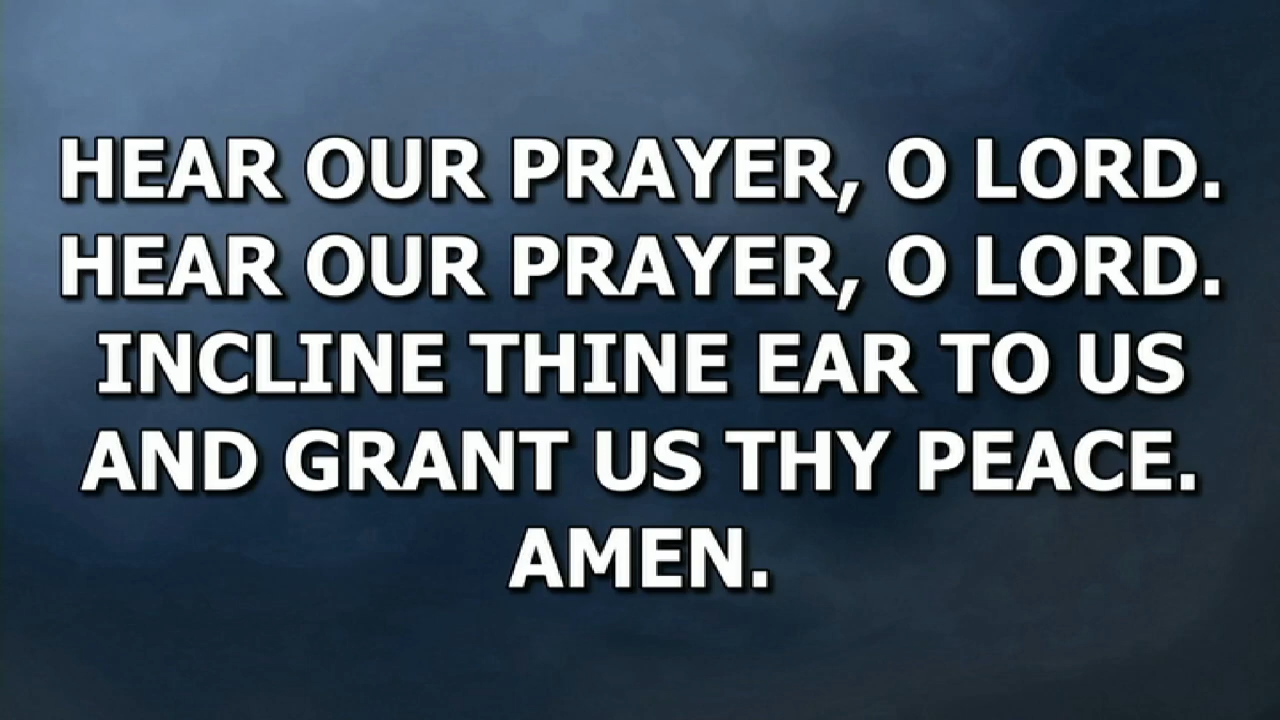 HEAR OUR PRAYER, O LORD.
HEAR OUR PRAYER, O LORD.
INCLINE THINE EAR TO US
AND GRANT US THY PEACE.
AMEN.